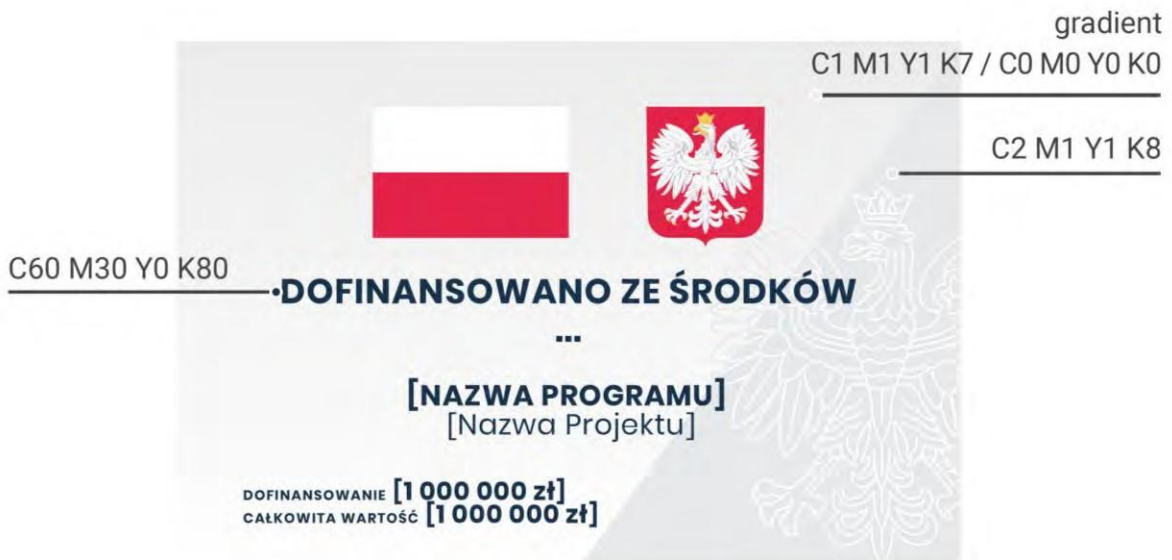 gradient
C1 M1 Y1 K7 / C0 M0 Y0 K0
C2 M1 Y1 K8
C60 M30 Y0 K80
DOFINANSOWANO ZE ŚRODKÓW
...
[NAZWA PROGRAMU]
[Nazwa Projektu]
DOFINANSOWANIE [1 000 000 zł]
CAŁKOWITA WARTOŚĆ [1 000 000 zł]